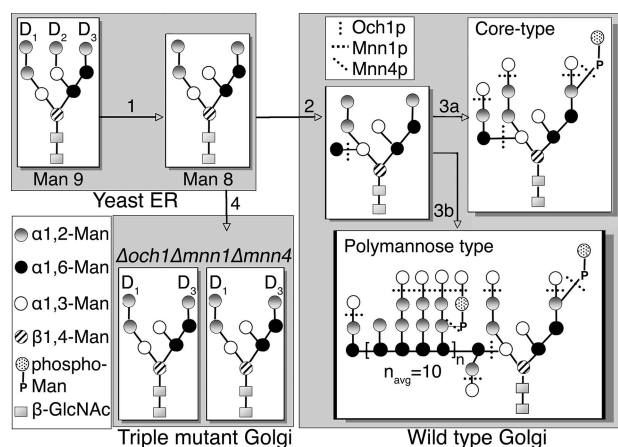 D1 D2 D3
Man 9
1
Man 8
Yeast ER
2
Och1p
Mnn1p
Mnn4p
3a
3b
Core-type
P
4
Δoch1Δmnn1Δmnn4
D1 D3 D1 D3
Triple mutant Golgi
Polymannose type
P
P
[ ]n
navg=10
Wild type Golgi
α1,2-Man
α1,6-Man
α1,3-Man
β1,4-Man
phospho-
P Man
β-GlcNAc